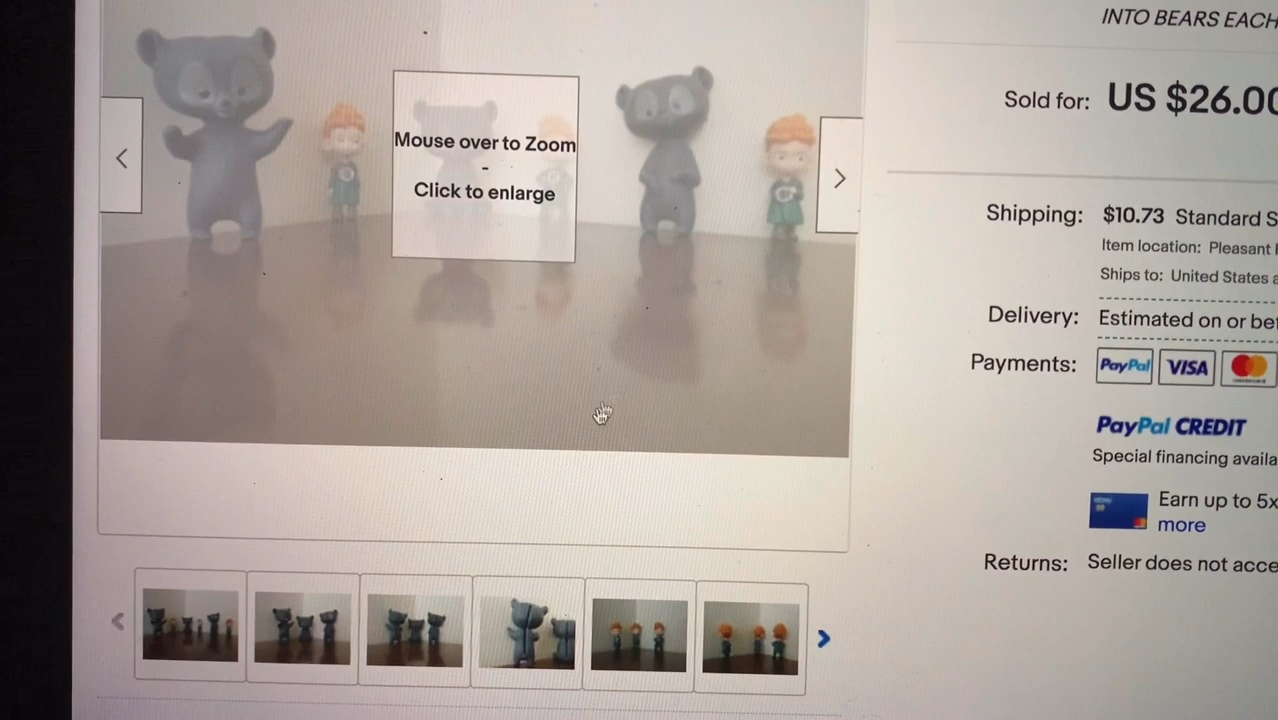 INTO BEARS EACH
Sold for: US $26.00
Mouse over to Zoom
-
Click to enlarge
Shipping: $10.73 Standard S
Item location: Pleasant
Ships to: United States a
Delivery: Estimated on or be
Payments: PayPal VISA mastercard
PayPal CREDIT
Special financing availa
Earn up to 5x
more
Returns: Seller does not acce